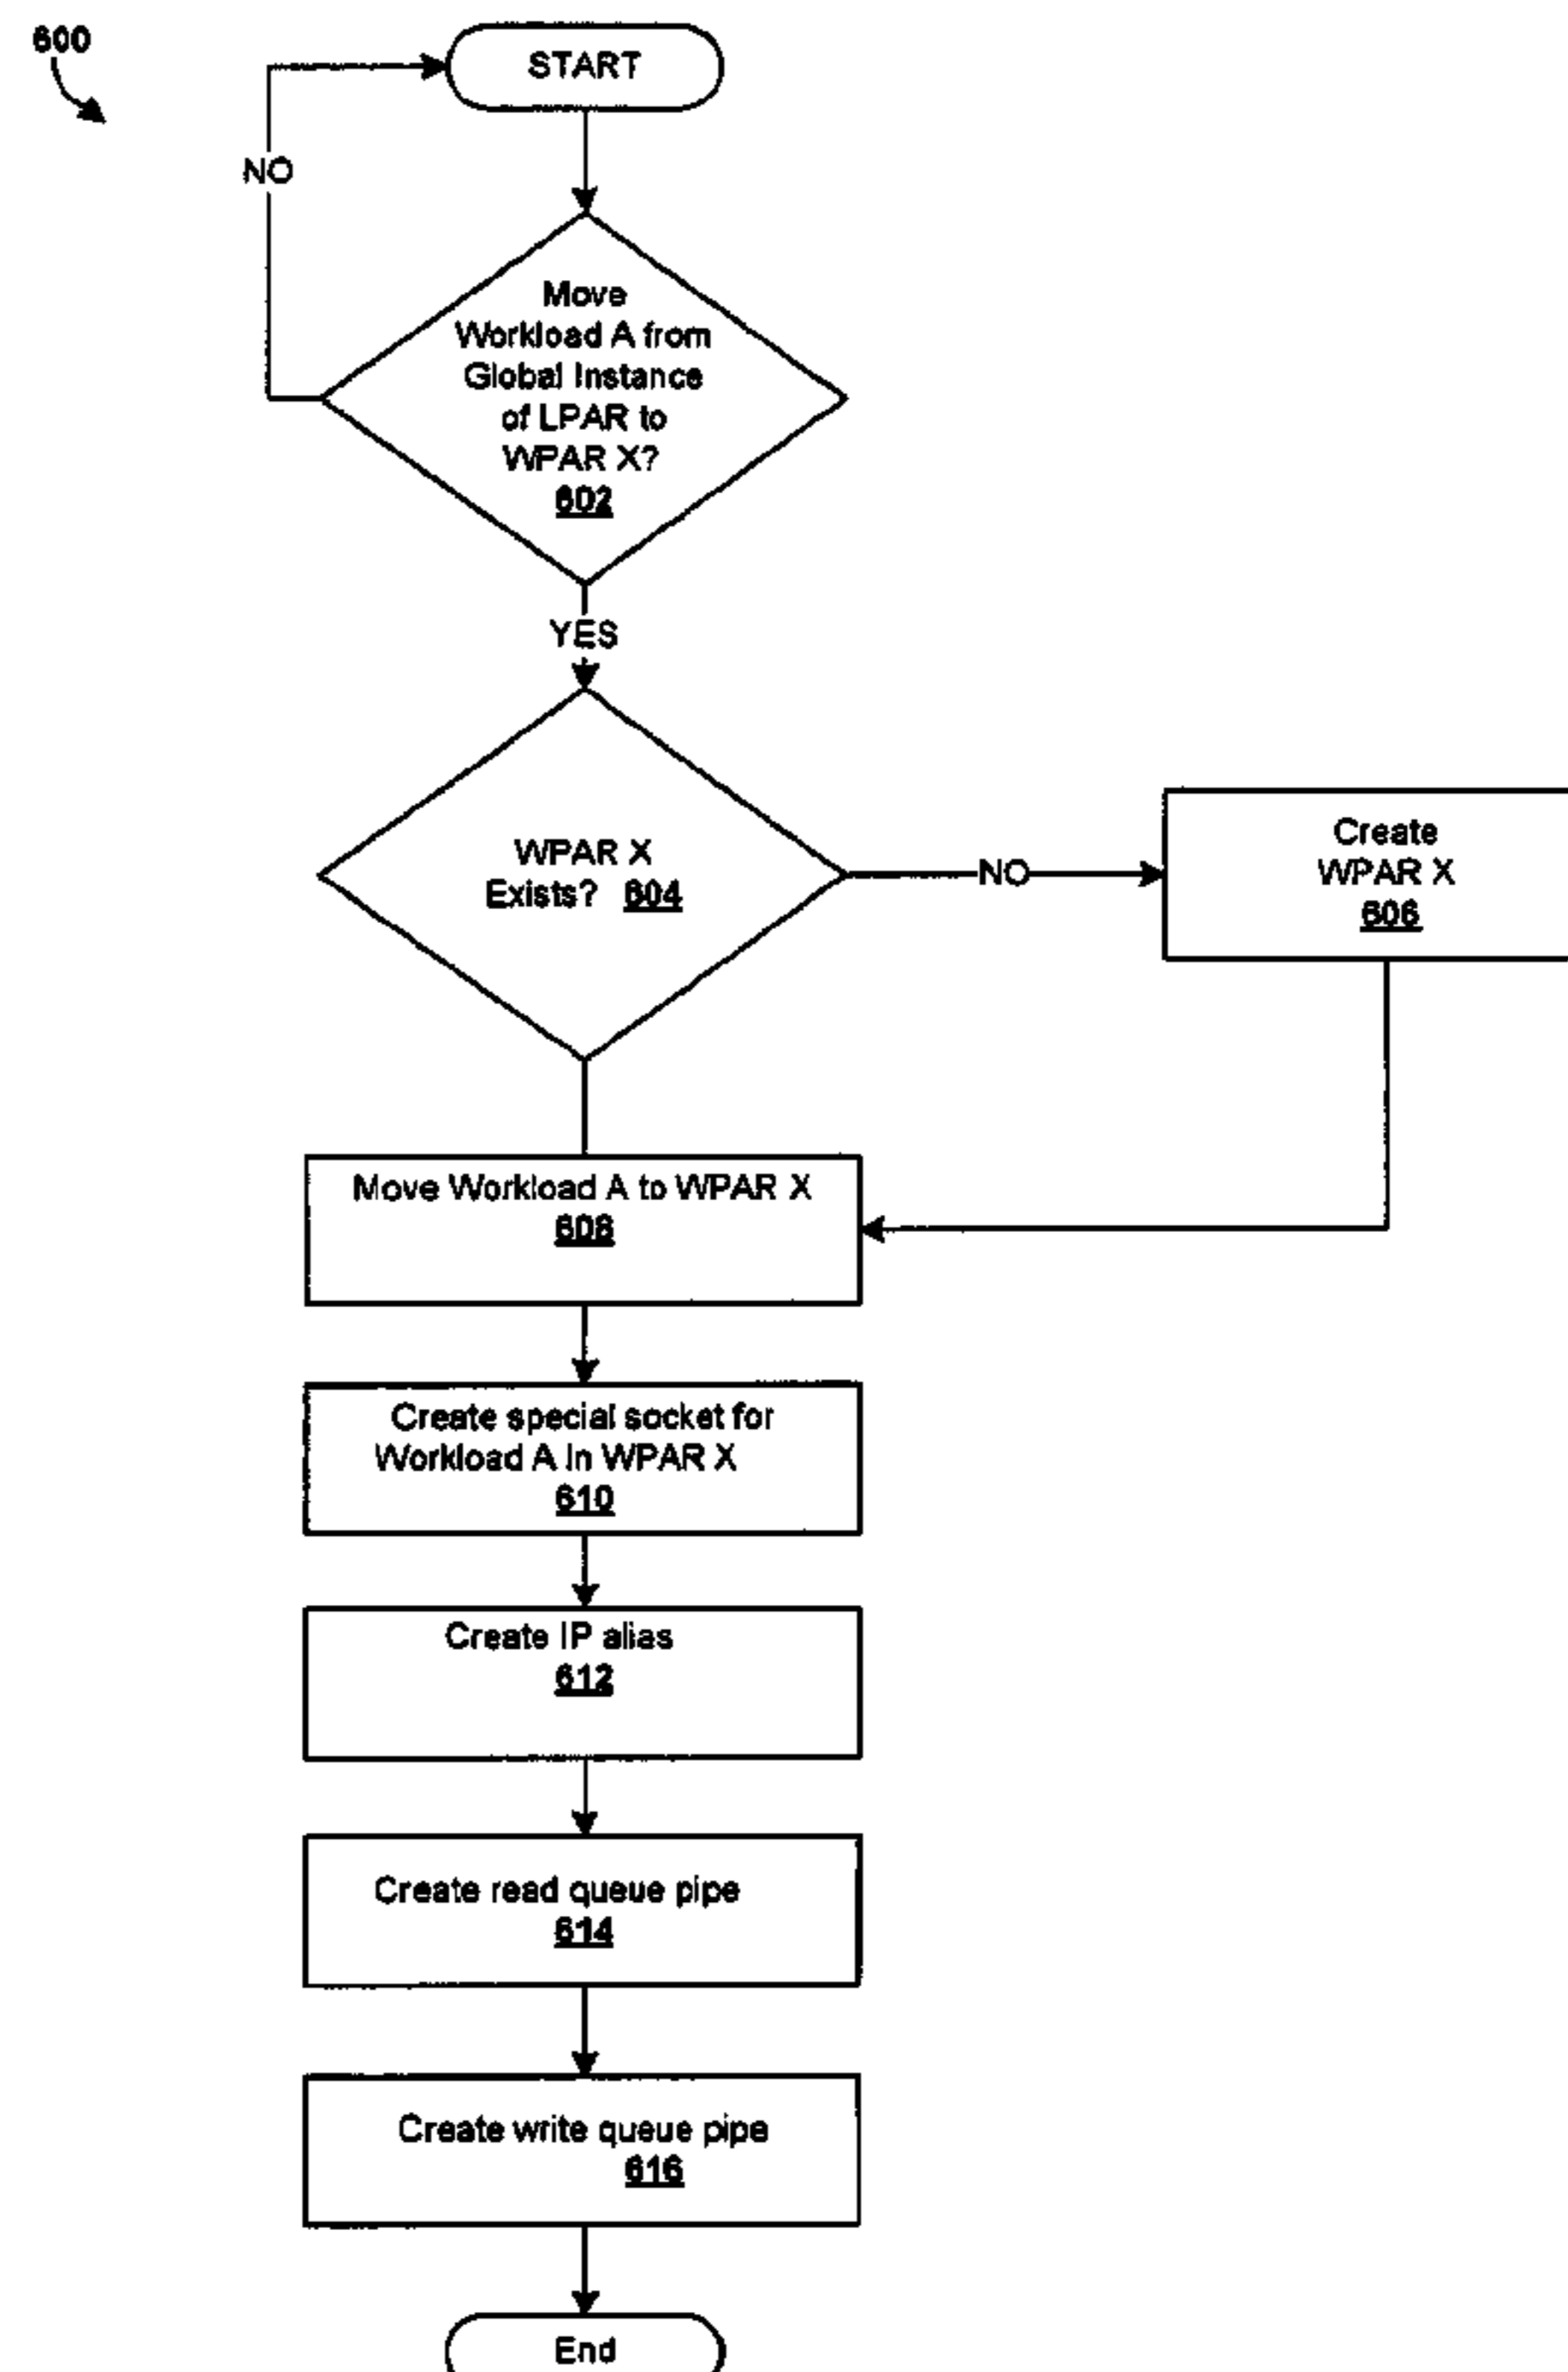 600
START
NO
Move
Workload A from
Global Instance
of LPAR to
WPAR X?
602
YES
WPAR X
Exists? 604
NO
Create
WPAR X
606
Move Workload A to WPAR X
608
Create special socket for
Workload A in WPAR X
610
Create IP alias
612
Create read queue pipe
614
Create write queue pipe
616
End